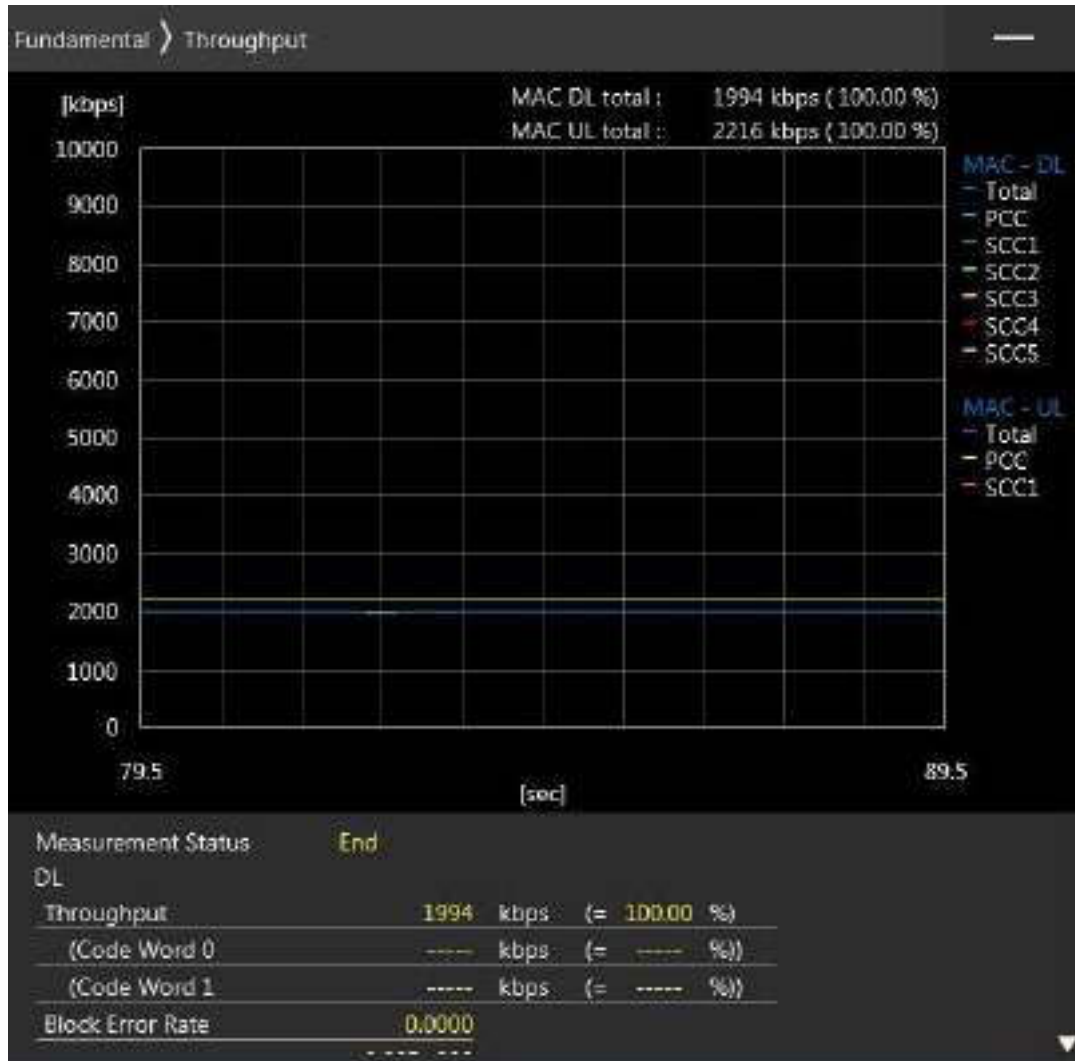 Fundamental 〉 Throughput
[kbps]
MAC DL total : 1994 kbps ( 100.00 %)
MAC UL total : 2216 kbps ( 100.00 %)
10000
9000
8000
7000
6000
5000
4000
3000
2000
1000
0
79.5
89.5
[sec]
MAC - DL
Total
PCC
SCC1
SCC2
SCC3
SCC4
SCC5
MAC - UL
Total
PCC
SCC1
Measurement Status End
DL
Throughput 1994 kbps (= 100.00 %)
(Code Word 0 ----- kbps (= ----- %))
(Code Word 1 ----- kbps (= ----- %))
Block Error Rate 0.0000